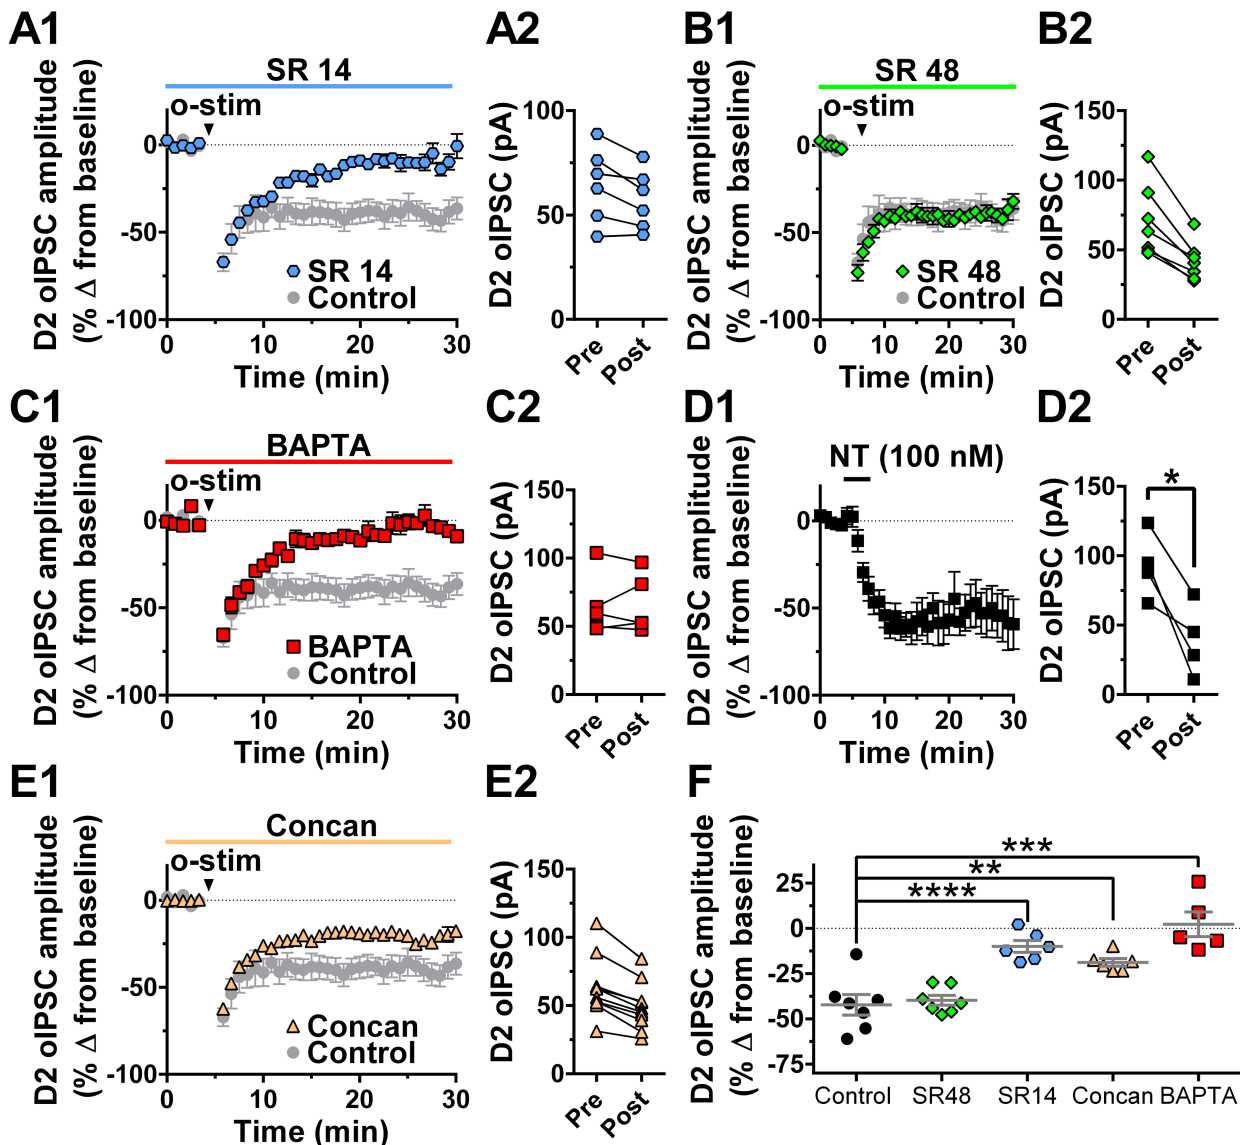 A1
D2 oIPSC amplitude
(% Δ from baseline)
SR 14
o-stim
0
-50
-100
SR 14
Control
0 10 20 30
Time (min)
A2
D2 oIPSC (pA)
100
50
0
Pre Post
B1
D2 oIPSC amplitude
(% Δ from baseline)
SR 48
o-stim
0
-50
-100
SR 48
Control
0 10 20 30
Time (min)
B2
D2 oIPSC (pA)
150
100
50
0
Pre Post
C1
D2 oIPSC amplitude
(% Δ from baseline)
BAPTA
o-stim
0
-50
-100
BAPTA
Control
0 10 20 30
Time (min)
C2
D2 oIPSC (pA)
150
100
50
0
Pre Post
D1
D2 oIPSC amplitude
(% Δ from baseline)
NT (100 nM)
0
-50
-100
0 10 20 30
Time (min)
D2
D2 oIPSC (pA)
150
100
50
0
*
Pre Post
E1
D2 oIPSC amplitude
(% Δ from baseline)
Concan
o-stim
0
-50
-100
Concan
Control
0 10 20 30
Time (min)
E2
D2 oIPSC (pA)
150
100
50
0
Pre Post
F
D2 oIPSC amplitude
(% Δ from baseline)
***
**
****
25
0
-25
-50
-75
Control SR48 SR14 Concan BAPTA